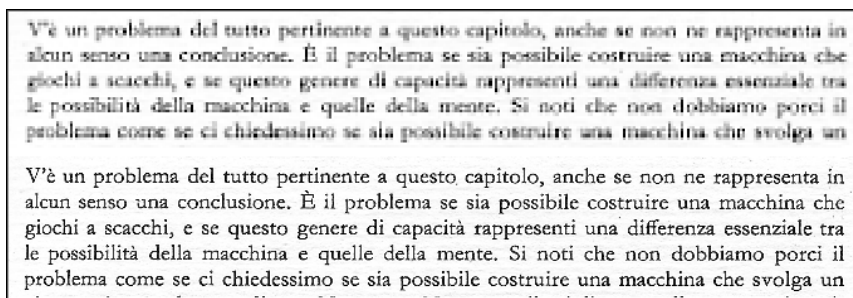 V'è un problema del tutto pertinente a questo capitolo, anche se non ne rappresenta in
alcun senso una conclusione. È il problema se sia possibile costruire una macchina che
giochi a scacchi, e se questo genere di capacità rappresenti una differenza essenziale tra
le possibilità della macchina e quelle della mente. Si noti che non dobbiamo porci il
problema come se ci chiedessimo se sia possibile costruire una macchina che svolga un
V'è un problema del tutto pertinente a questo capitolo, anche se non ne rappresenta in
alcun senso una conclusione. È il problema se sia possibile costruire una macchina che
giochi a scacchi, e se questo genere di capacità rappresenti una differenza essenziale tra
le possibilità della macchina e quelle della mente. Si noti che non dobbiamo porci il
problema come se ci chiedessimo se sia possibile costruire una macchina che svolga un